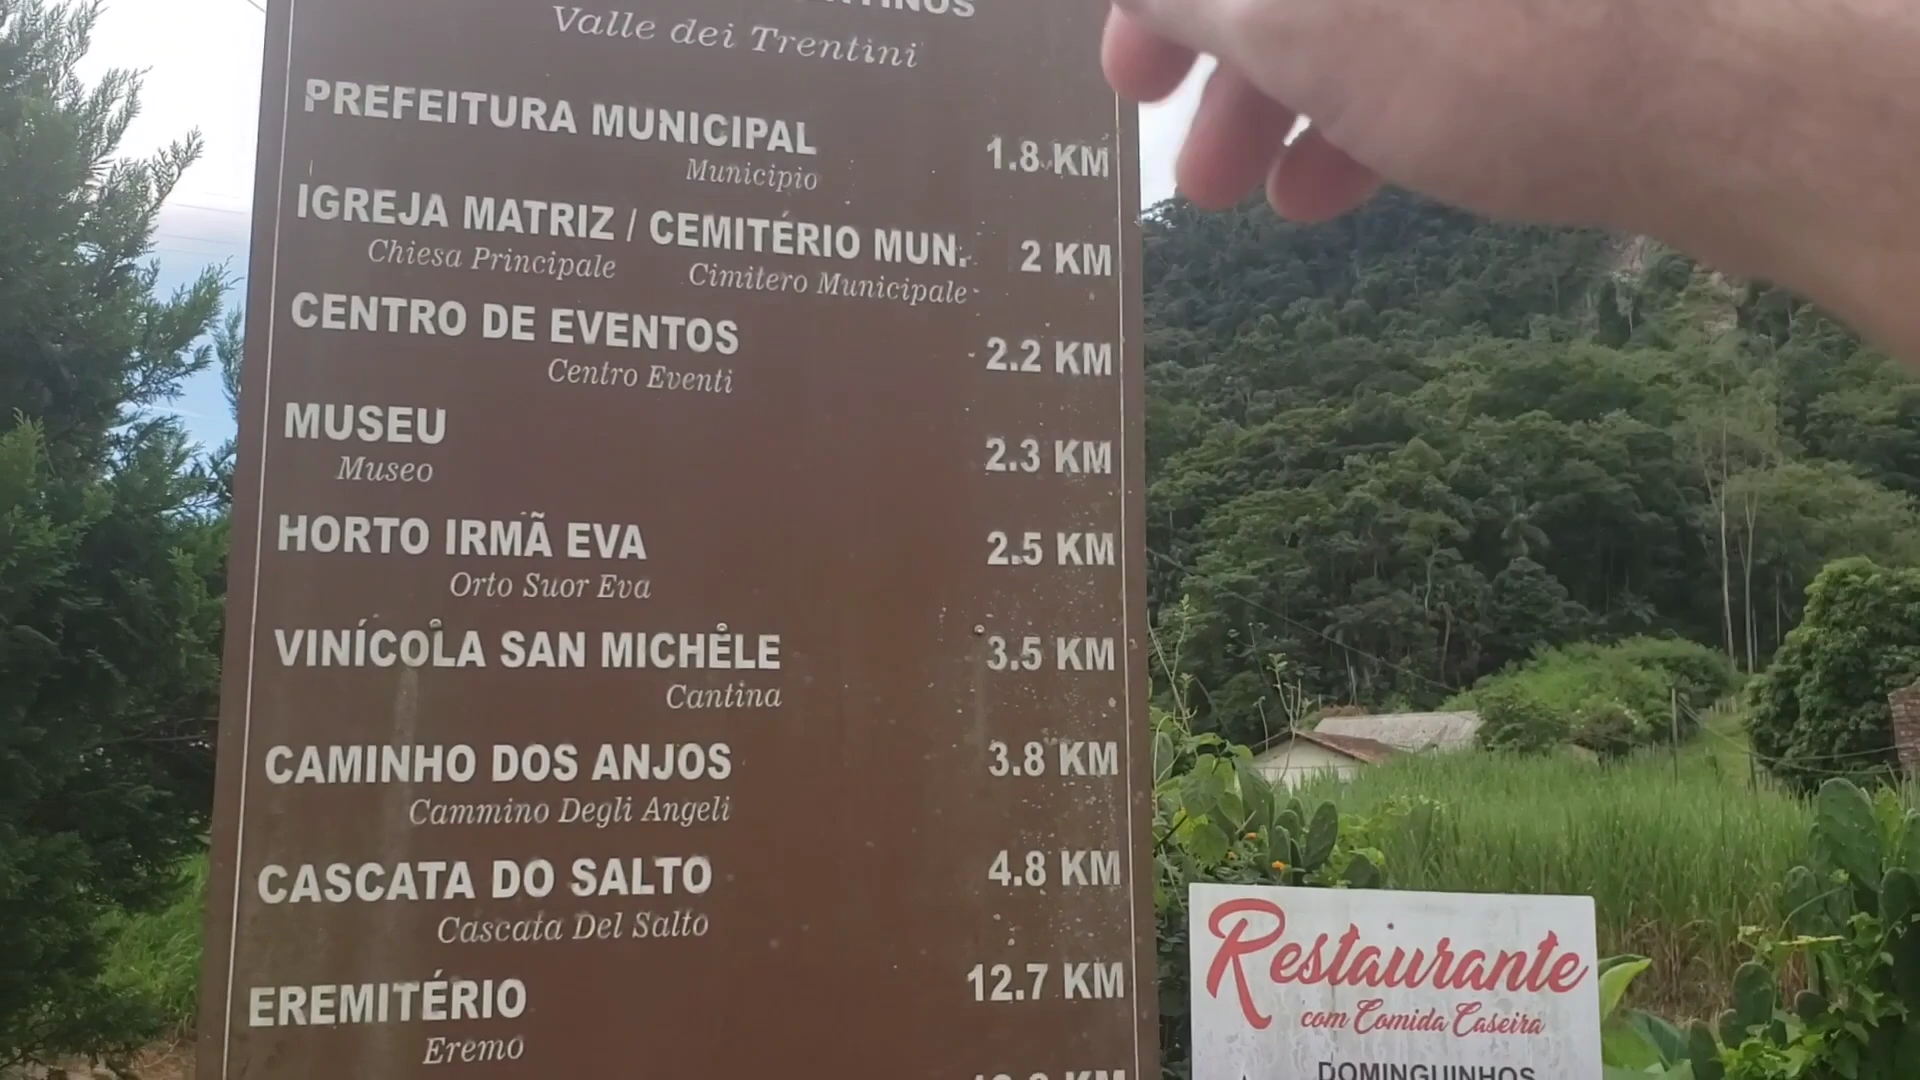 Valle dei Trentini
PREFEITURA MUNICIPAL 1.8 KM
Municipio
IGREJA MATRIZ / CEMITÉRIO MUN. 2 KM
Chiesa Principale Cimitero Municipale
CENTRO DE EVENTOS 2.2 KM
Centro Eventi
MUSEU 2.3 KM
Museo
HORTO IRMÃ EVA 2.5 KM
Orto Suor Eva
VINÍCOLA SAN MICHELE 3.5 KM
Cantina
CAMINHO DOS ANJOS 3.8 KM
Cammino Degli Angeli
CASCATA DO SALTO 4.8 KM
Cascata Del Salto
EREMITÉRIO 12.7 KM
Eremo
Restaurante
com Comida Caseira
DOMINGUINHOS